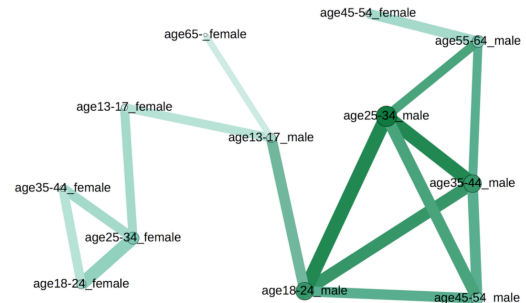 age45-54_female
age65-_female
age55-64_male
age13-17_female
age25-34_male
age13-17_male
age35-44_female
age35-44_male
age25-34_female
age18-24_female
age18-24_male
age45-54_male